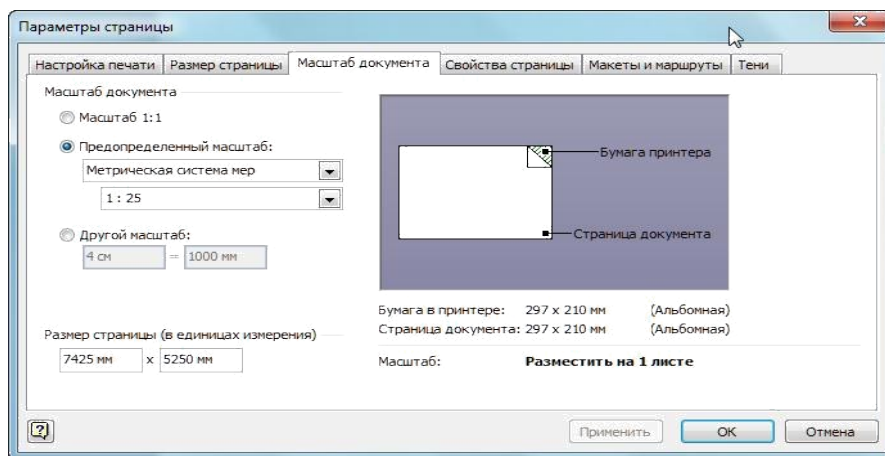 Параметры страницы
Настройка печати Размер страницы Масштаб документа Свойства страницы Макеты и маршруты Тени
Масштаб документа
Масштаб 1:1
Предопределенный масштаб:
Метрическая система мер
1 : 25
Другой масштаб:
4 см = 1000 мм
Размер страницы (в единицах измерения)
7425 мм x 5250 мм
Бумага принтера
Страница документа
Бумага в принтере: 297 x 210 мм (Альбомная)
Страница документа: 297 x 210 мм (Альбомная)
Масштаб: Разместить на 1 листе
Применить OK Отмена